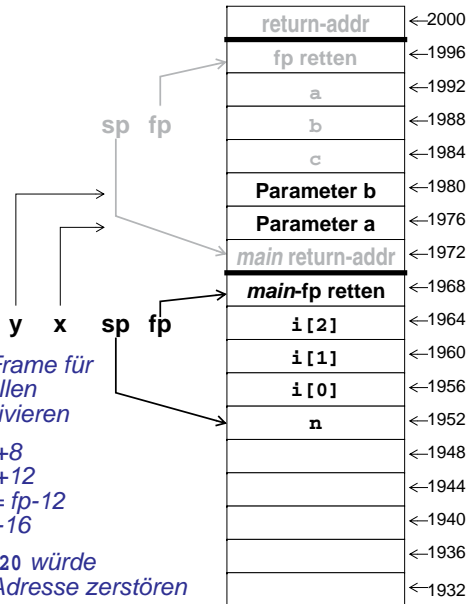 return-addr ←2000
fp retten ←1996
a ←1992
sp fp b ←1988
c ←1984
Parameter b ←1980
Parameter a ←1976
main return-addr ←1972
main-fp retten ←1968
y x sp fp i[2] ←1964
i[1] ←1960
i[0] ←1956
n ←1952
←1948
←1944
←1940
←1936
←1932
Frame für
llen
ivieren
+8
+12
= fp-12
-16
20 würde
Adresse zerstören